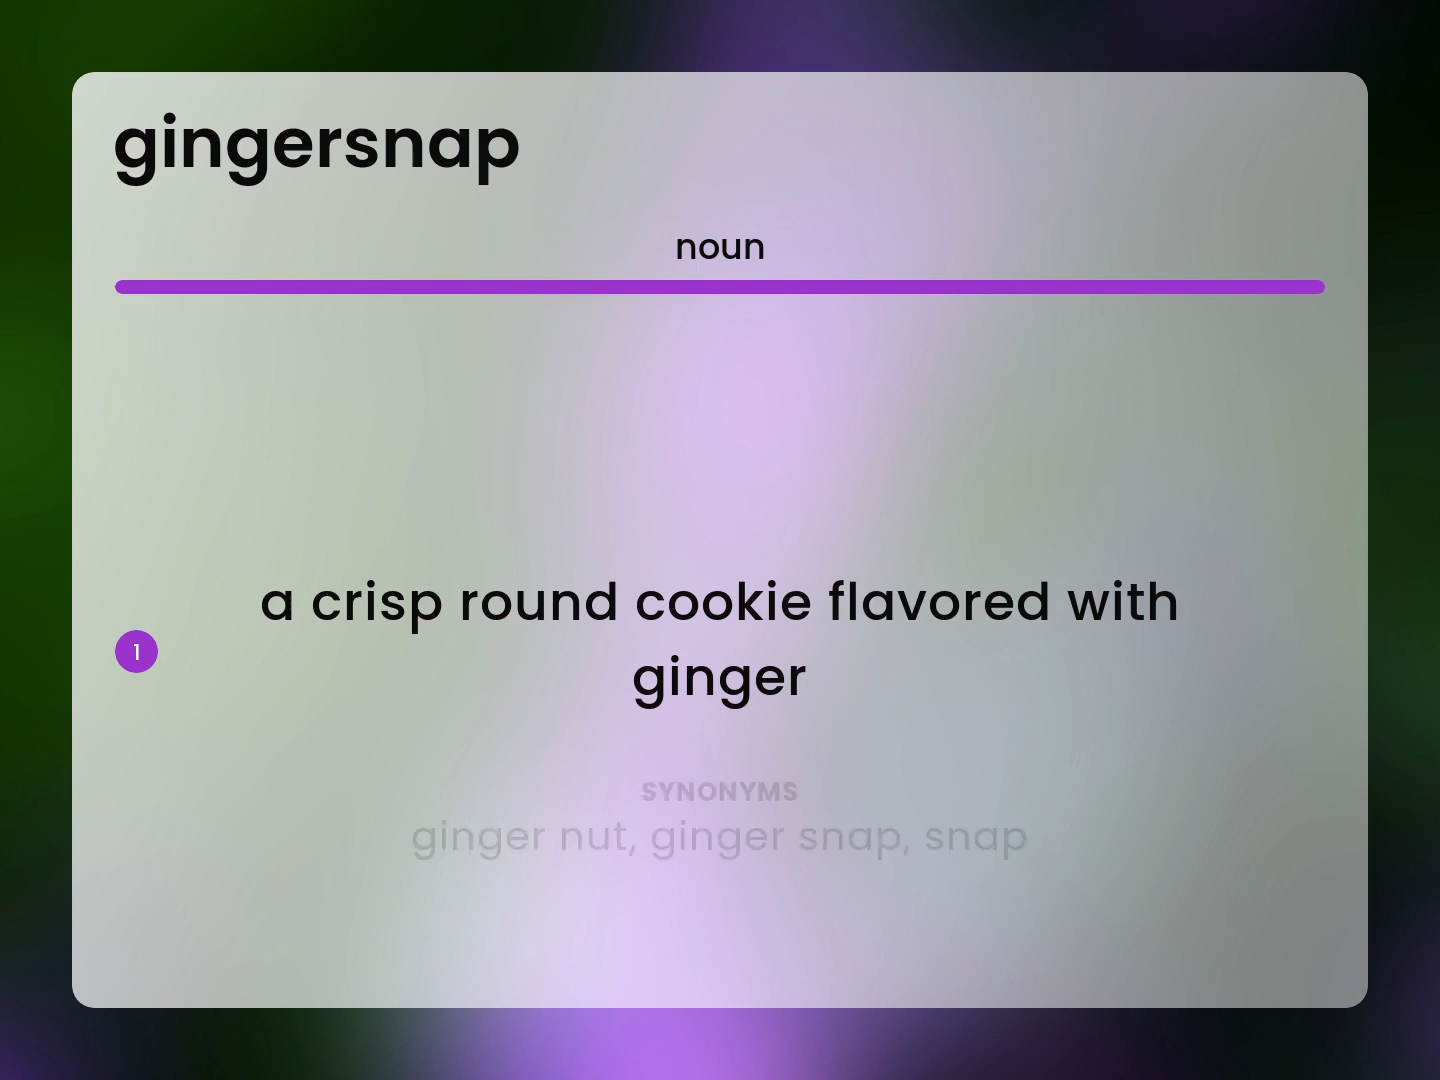 gingersnap
noun
a crisp round cookie flavored with
1
ginger
SYNONYMS
ginger nut, ginger snap, snap